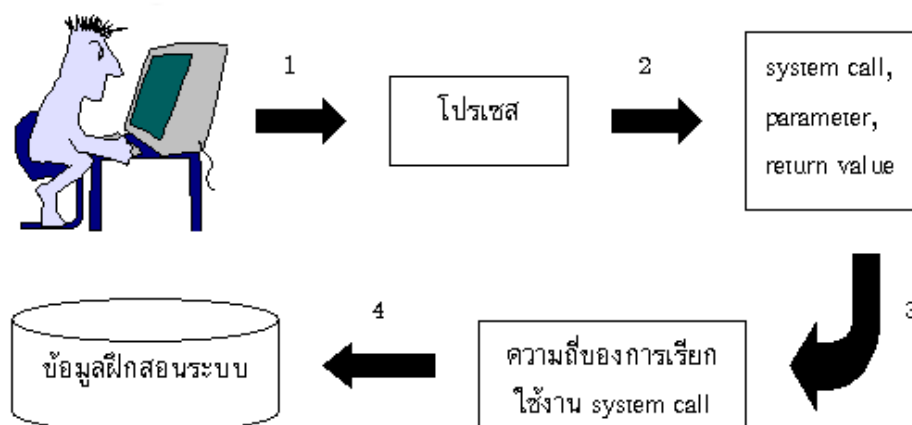 1
โปรเซส
2
system call,
parameter,
return value
3
ความถี่ของการเรียก
ใช้งาน system call
4
ข้อมูลฝึกสอนระบบ